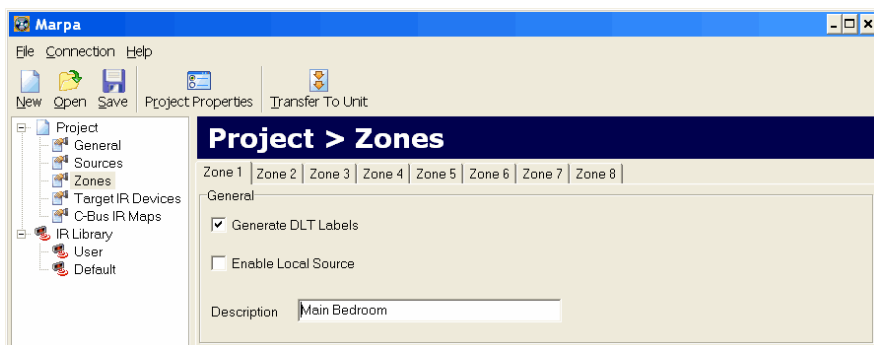 Marpa
File Connection Help
New Open Save Project Properties Transfer To Unit
Project
General
Sources
Zones
Target IR Devices
C-Bus IR Maps
IR Library
User
Default
Project > Zones
Zone 1 Zone 2 Zone 3 Zone 4 Zone 5 Zone 6 Zone 7 Zone 8
General
Generate DLT Labels
Enable Local Source
Description Main Bedroom